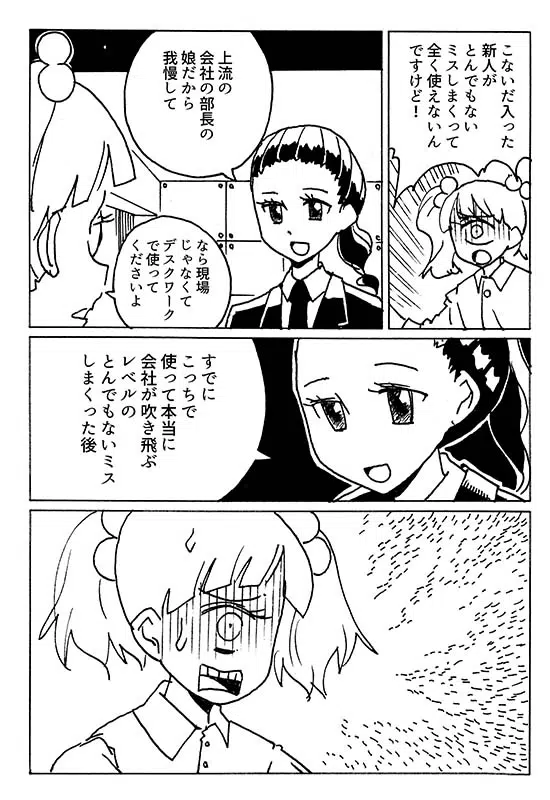 こないだ入った
新人が
とんでもない
ミスしまくって
全く使えないん
ですけど！
上流の
会社の部長の
娘だから
我慢して
なら現場
じゃなくて
デスクワーク
で使って
くださいよ
すでに
こっちで
使って本当に
会社が吹き飛ぶ
レベルの
とんでもないミス
しまくった後